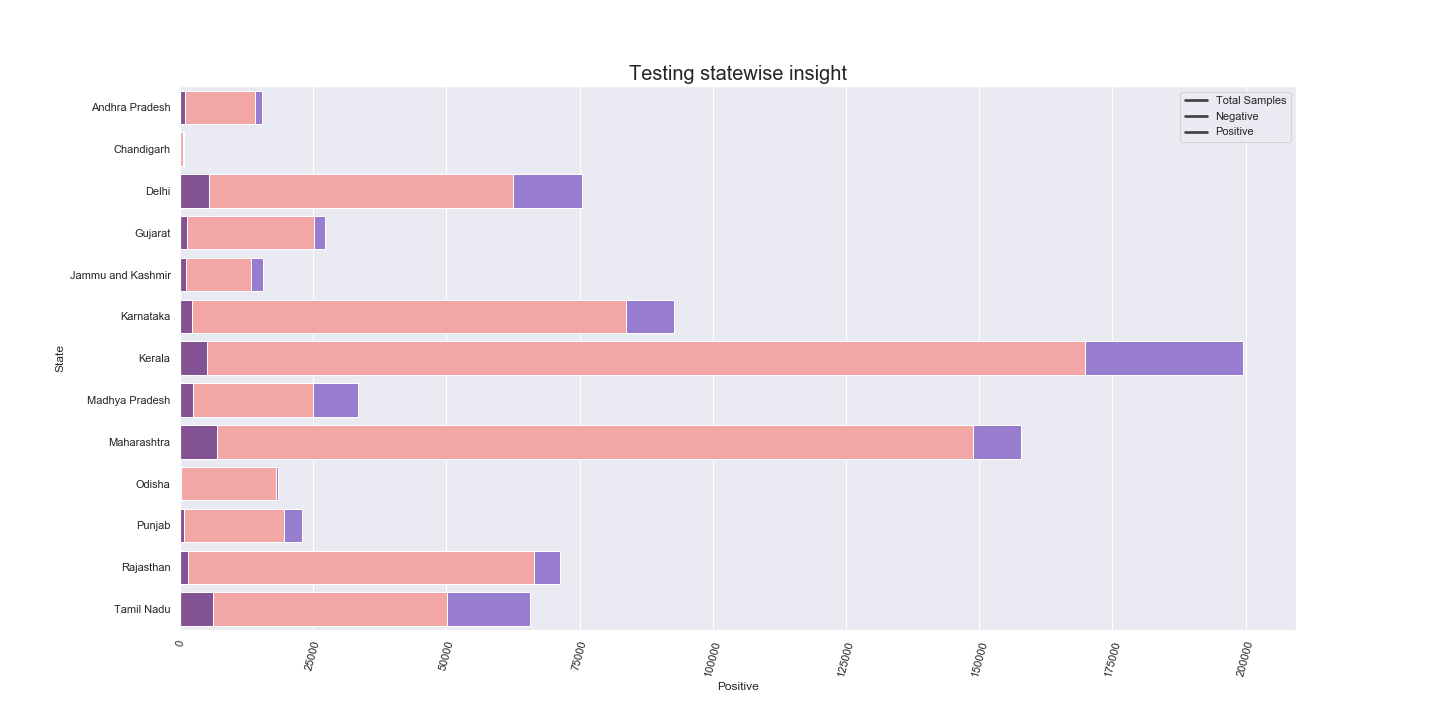 Testing statewise insight
Total Samples
Negative
Positive
Andhra Pradesh
Chandigarh
Delhi
Gujarat
Jammu and Kashmir
Karnataka
Kerala
Madhya Pradesh
Maharashtra
Odisha
Punjab
Rajasthan
Tamil Nadu
State
0 25000 50000 75000 100000 125000 150000 175000 200000
Positive